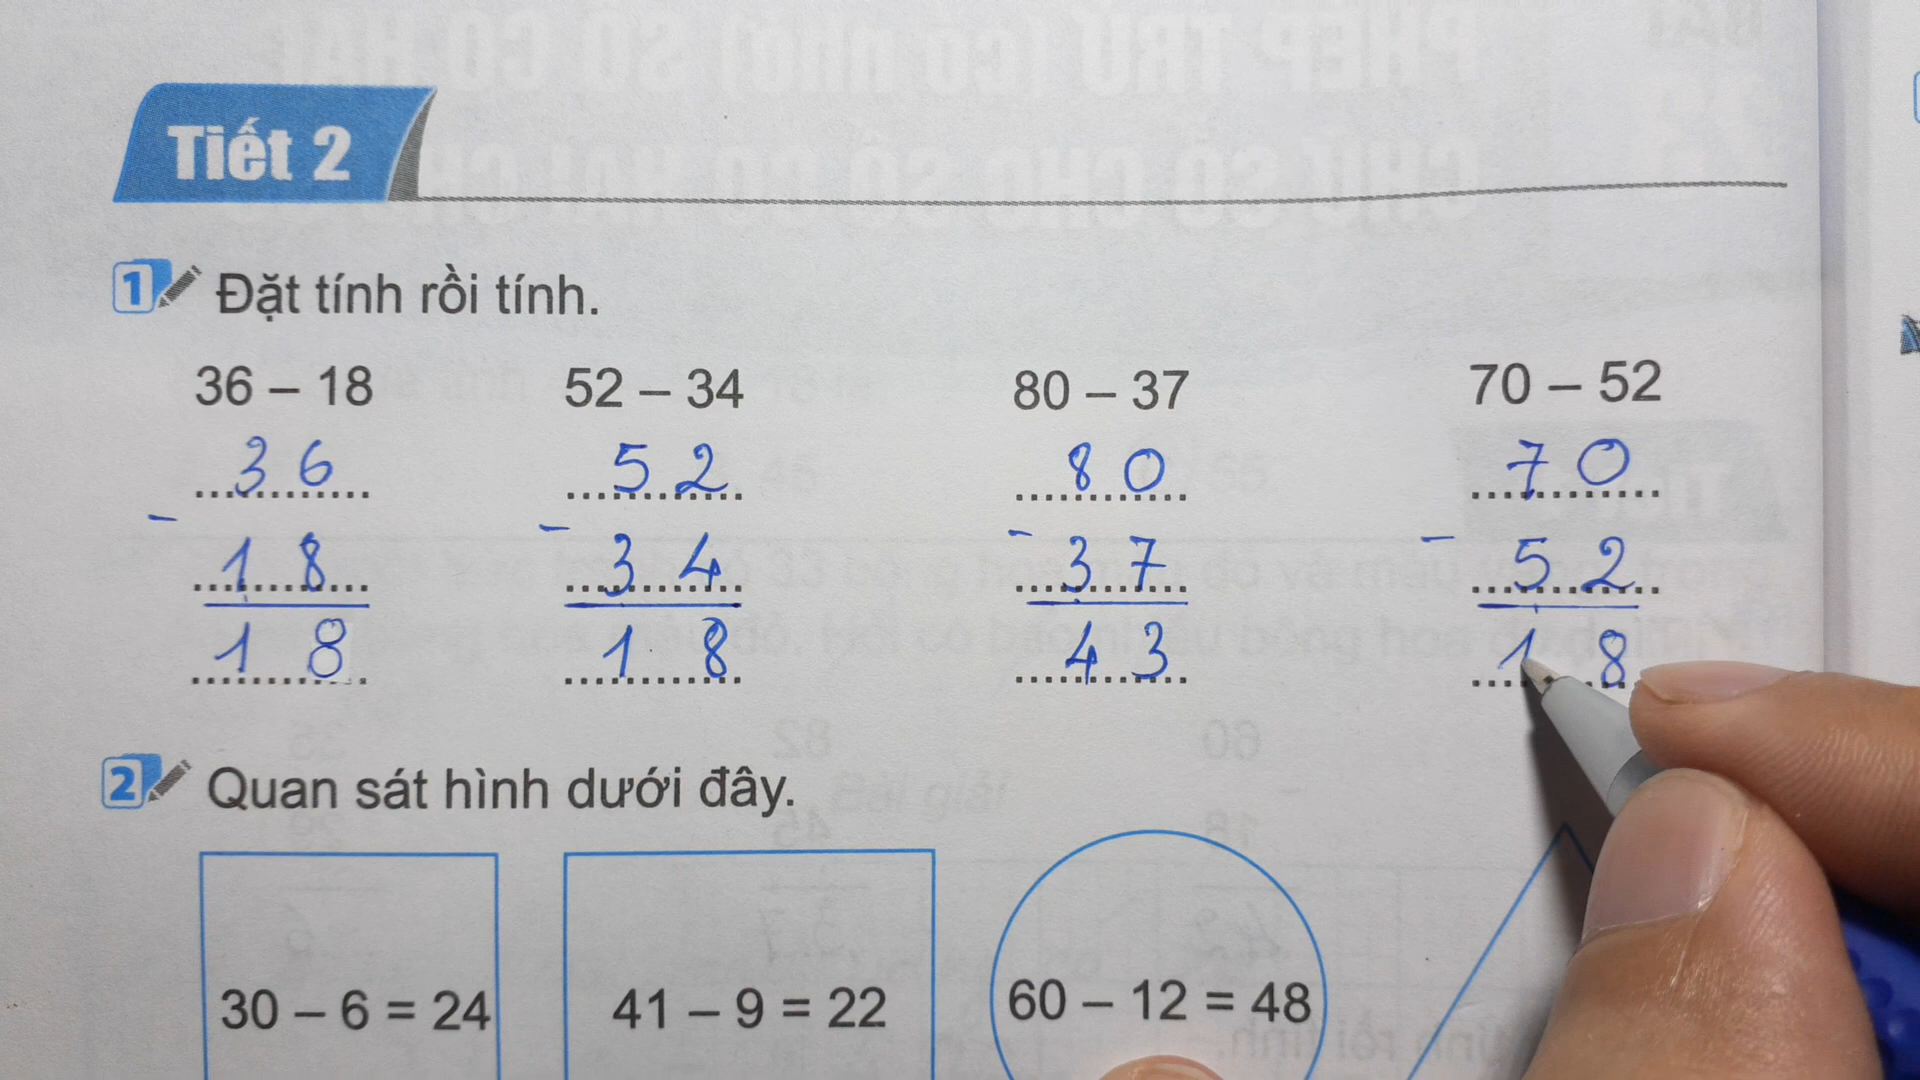 Tiết 2
1 Đặt tính rồi tính.
36 – 18 52 – 34 80 – 37 70 – 52
36 52 80 70
- 18 - 34 - 37 - 52
18 18 43 18
2 Quan sát hình dưới đây.
30 – 6 = 24 41 – 9 = 22 60 – 12 = 48